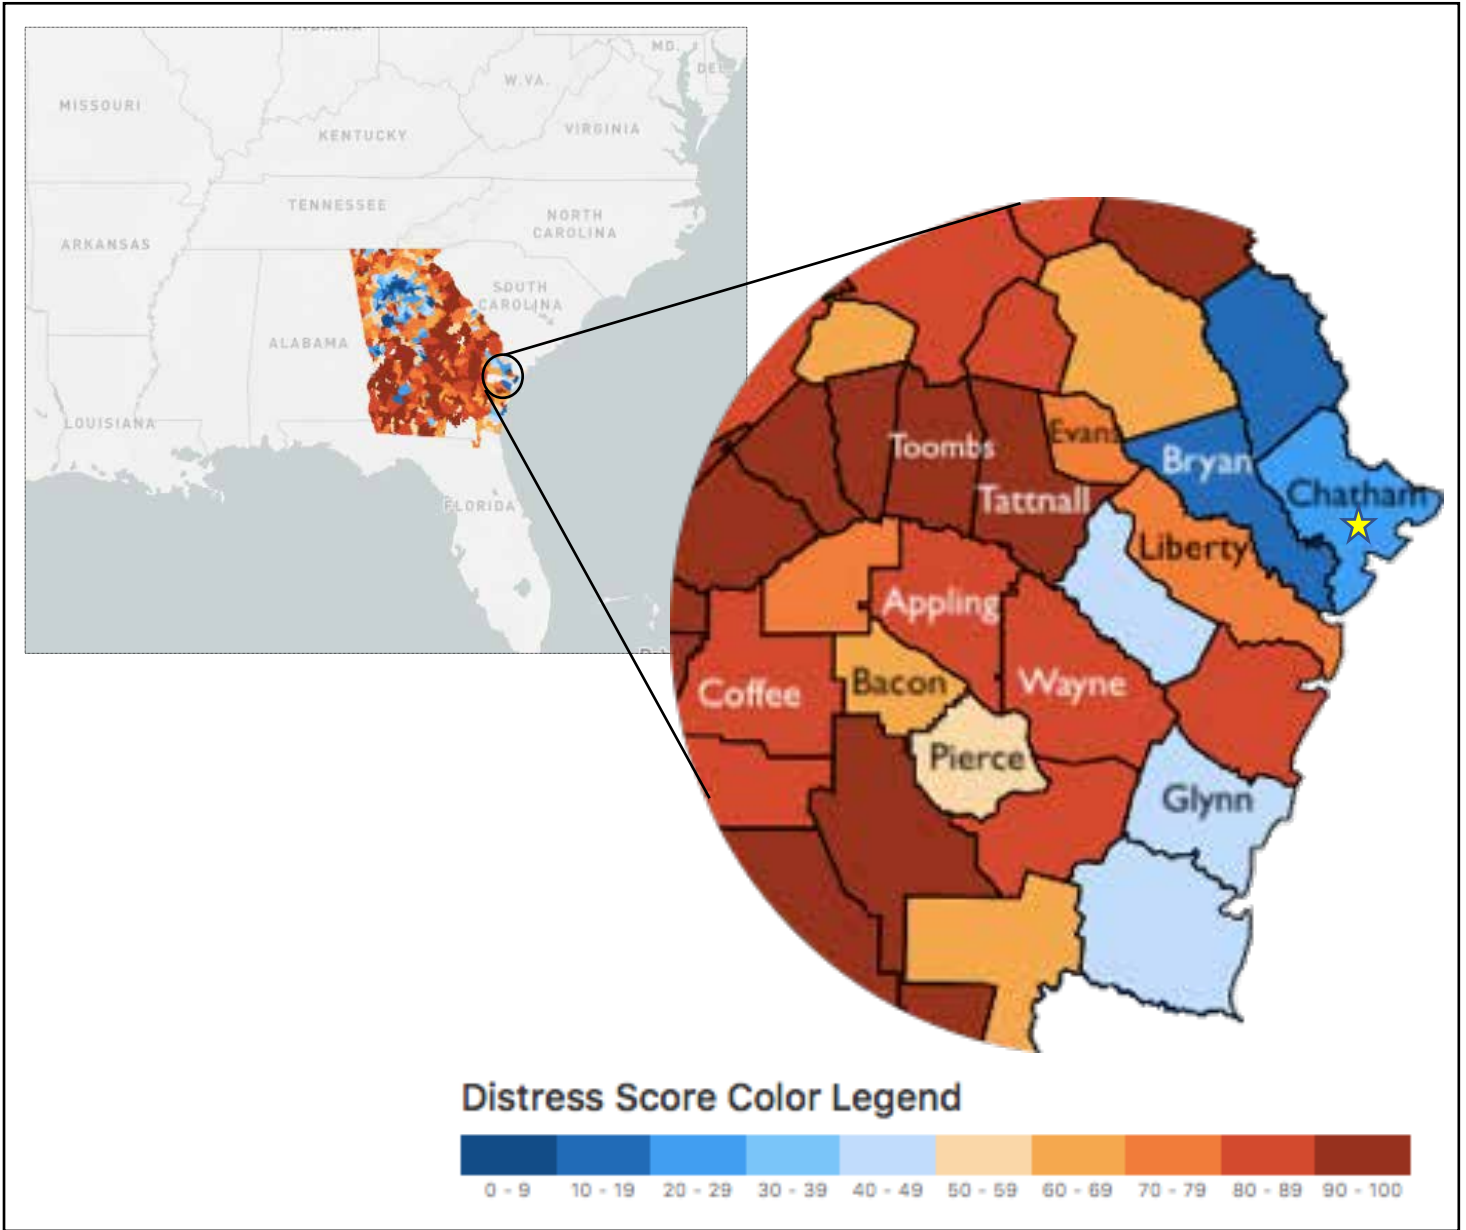 INDIANA
MD.
DEL
W.VA.
MISSOURI
KENTUCKY
VIRGINIA
TENNESSEE
NORTH
CAROLINA
ARKANSAS
SOUTH
CAROLINA
ALABAMA
LOUISIANA
FLORIDA
Toombs
Evans
Bryan
Tattnall
Chatham
Liberty
Appling
Coffee
Bacon
Wayne
Pierce
Glynn
Distress Score Color Legend
0 - 9 10 - 19 20 - 29 30 - 39 40 - 49 50 - 59 60 - 69 70 - 79 80 - 89 90 - 100